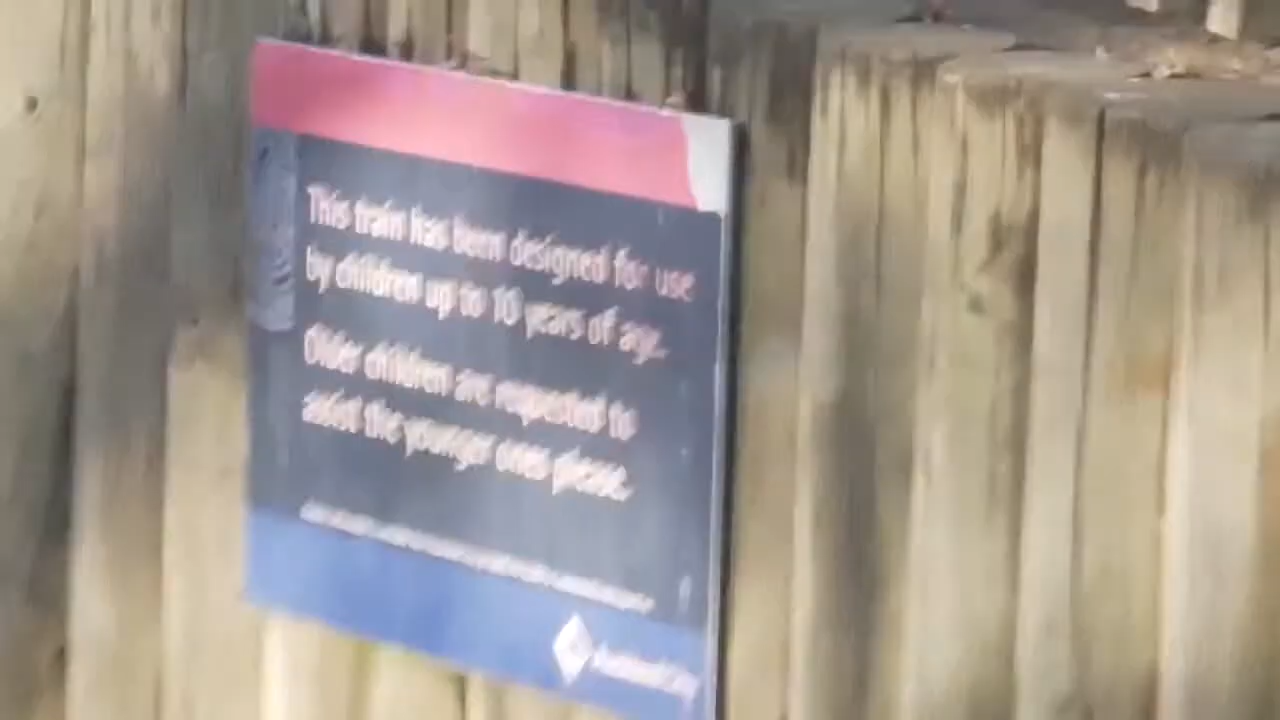 This train has been designed for use
by children up to 10 years of age.
Older children are requested to
assist the younger ones please.